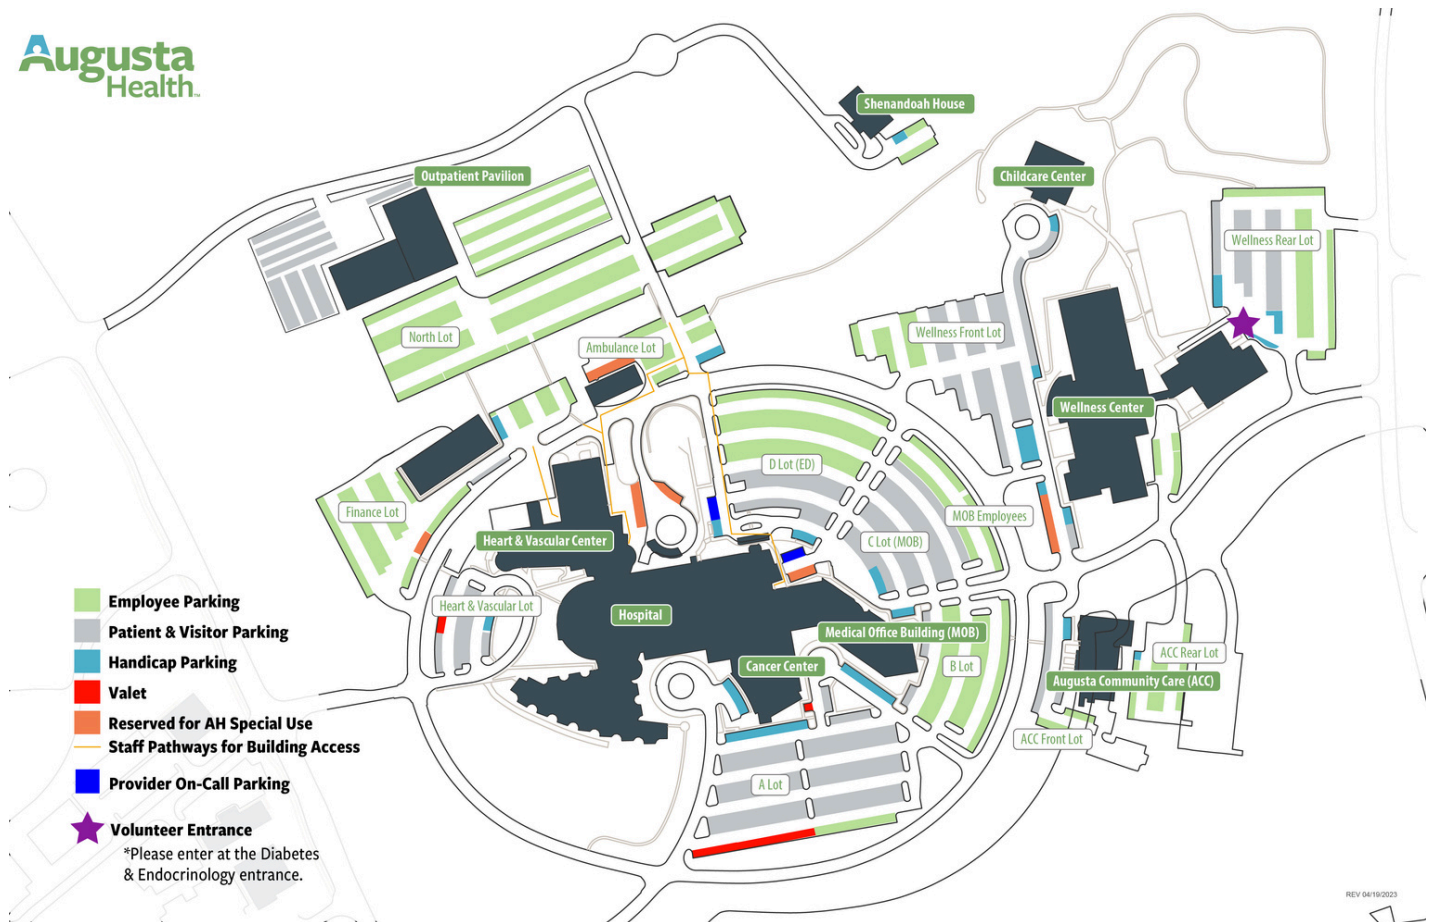 Augusta
Health™
Shenandoah House
Outpatient Pavilion
Childcare Center
Wellness Rear Lot
North Lot
Wellness Front Lot
Ambulance Lot
Wellness Center
D Lot (ED)
Finance Lot
MOB Employees
Heart & Vascular Center
C Lot (MOB)
Employee Parking
Patient & Visitor Parking
Handicap Parking
Valet
Reserved for AH Special Use
Staff Pathways for Building Access
Provider On-Call Parking
Volunteer Entrance
*Please enter at the Diabetes
& Endocrinology entrance.
Heart & Vascular Lot
Hospital
Medical Office Building (MOB)
Cancer Center
B Lot
ACC Rear Lot
Augusta Community Care (ACC)
ACC Front Lot
A Lot
REV 04/19/2023